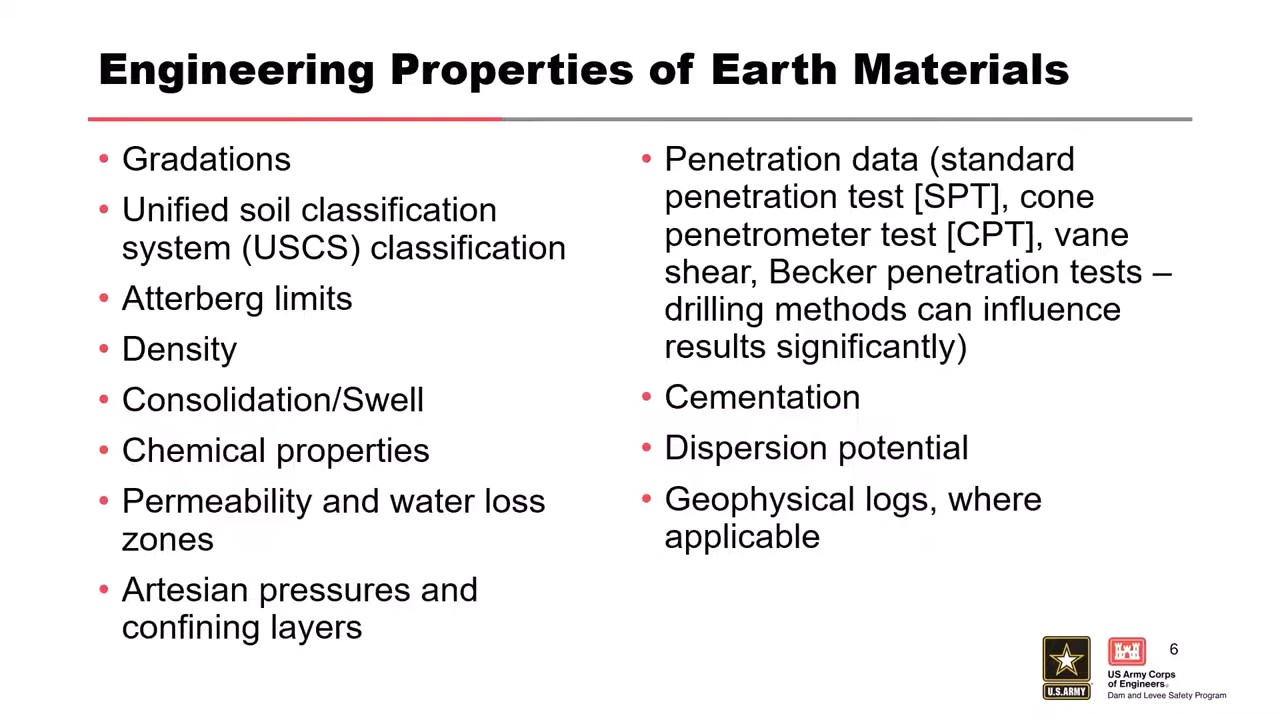 Engineering Properties of Earth Materials
• Gradations
• Unified soil classification
system (USCS) classification
• Atterberg limits
• Density
• Consolidation/Swell
• Chemical properties
• Permeability and water loss
zones
• Artesian pressures and
confining layers
• Penetration data (standard
penetration test [SPT], cone
penetrometer test [CPT], vane
shear, Becker penetration tests –
drilling methods can influence
results significantly)
• Cementation
• Dispersion potential
• Geophysical logs, where
applicable
U.S.ARMY
US Army Corps
of Engineers®
Dam and Levee Safety Program
6